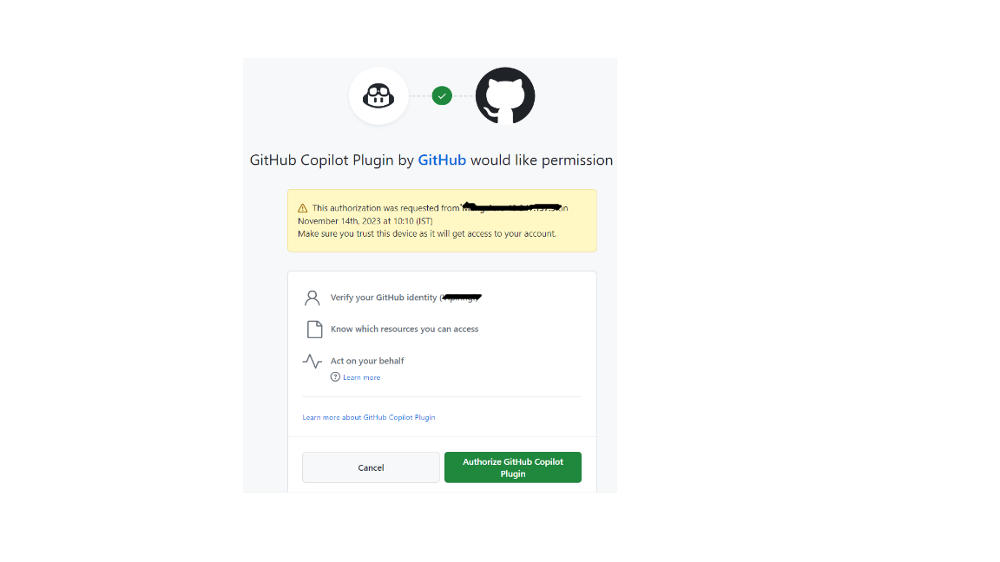 GitHub Copilot Plugin by GitHub would like permission
This authorization was requested from on
November 14th, 2023 at 10:10 (IST)
Make sure you trust this device as it will get access to your account.
Verify your GitHub identity (
Know which resources you can access
Act on your behalf
Learn more
Learn more about GitHub Copilot Plugin
Cancel
Authorize GitHub Copilot
Plugin